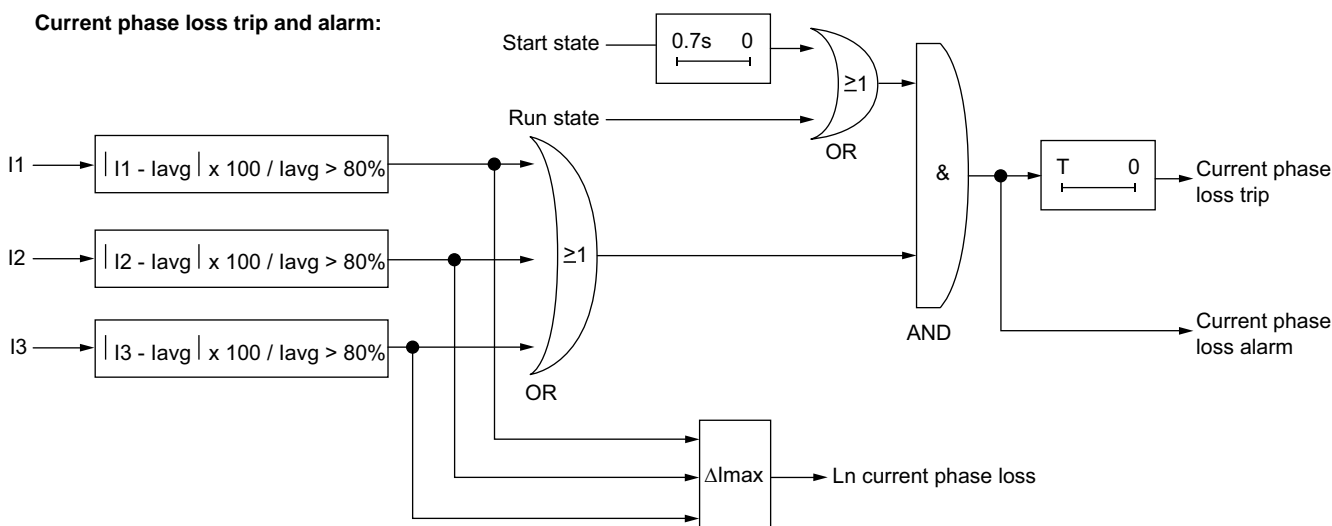 Current phase loss trip and alarm:
Start state
0.7s 0
≥1
Run state
OR
I1
| I1 - Iavg | x 100 / Iavg > 80%
&
T 0
Current phase
loss trip
I2
| I2 - Iavg | x 100 / Iavg > 80%
≥1
I3
| I3 - Iavg | x 100 / Iavg > 80%
AND
Current phase
loss alarm
OR
ΔImax
Ln current phase loss